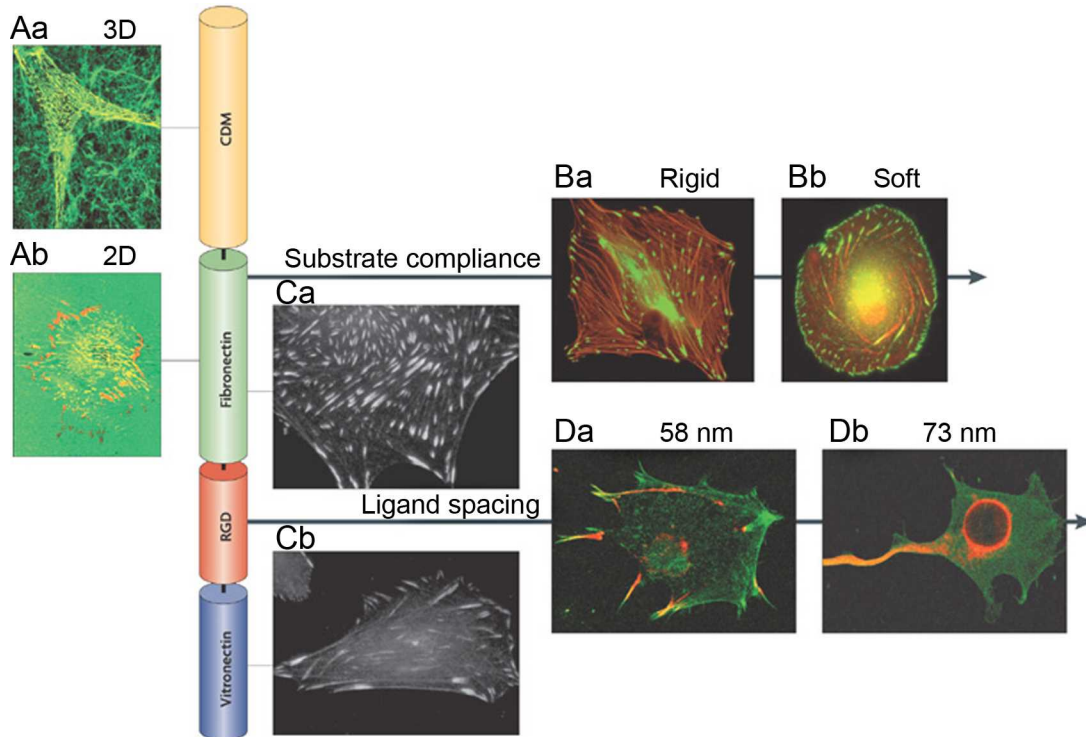 Aa 3D
CDM
Ab 2D
Ba Rigid
Bb Soft
Substrate compliance
Ca
Fibronectin
Da 58 nm
Db 73 nm
RGD
Ligand spacing
Cb
Vitronectin